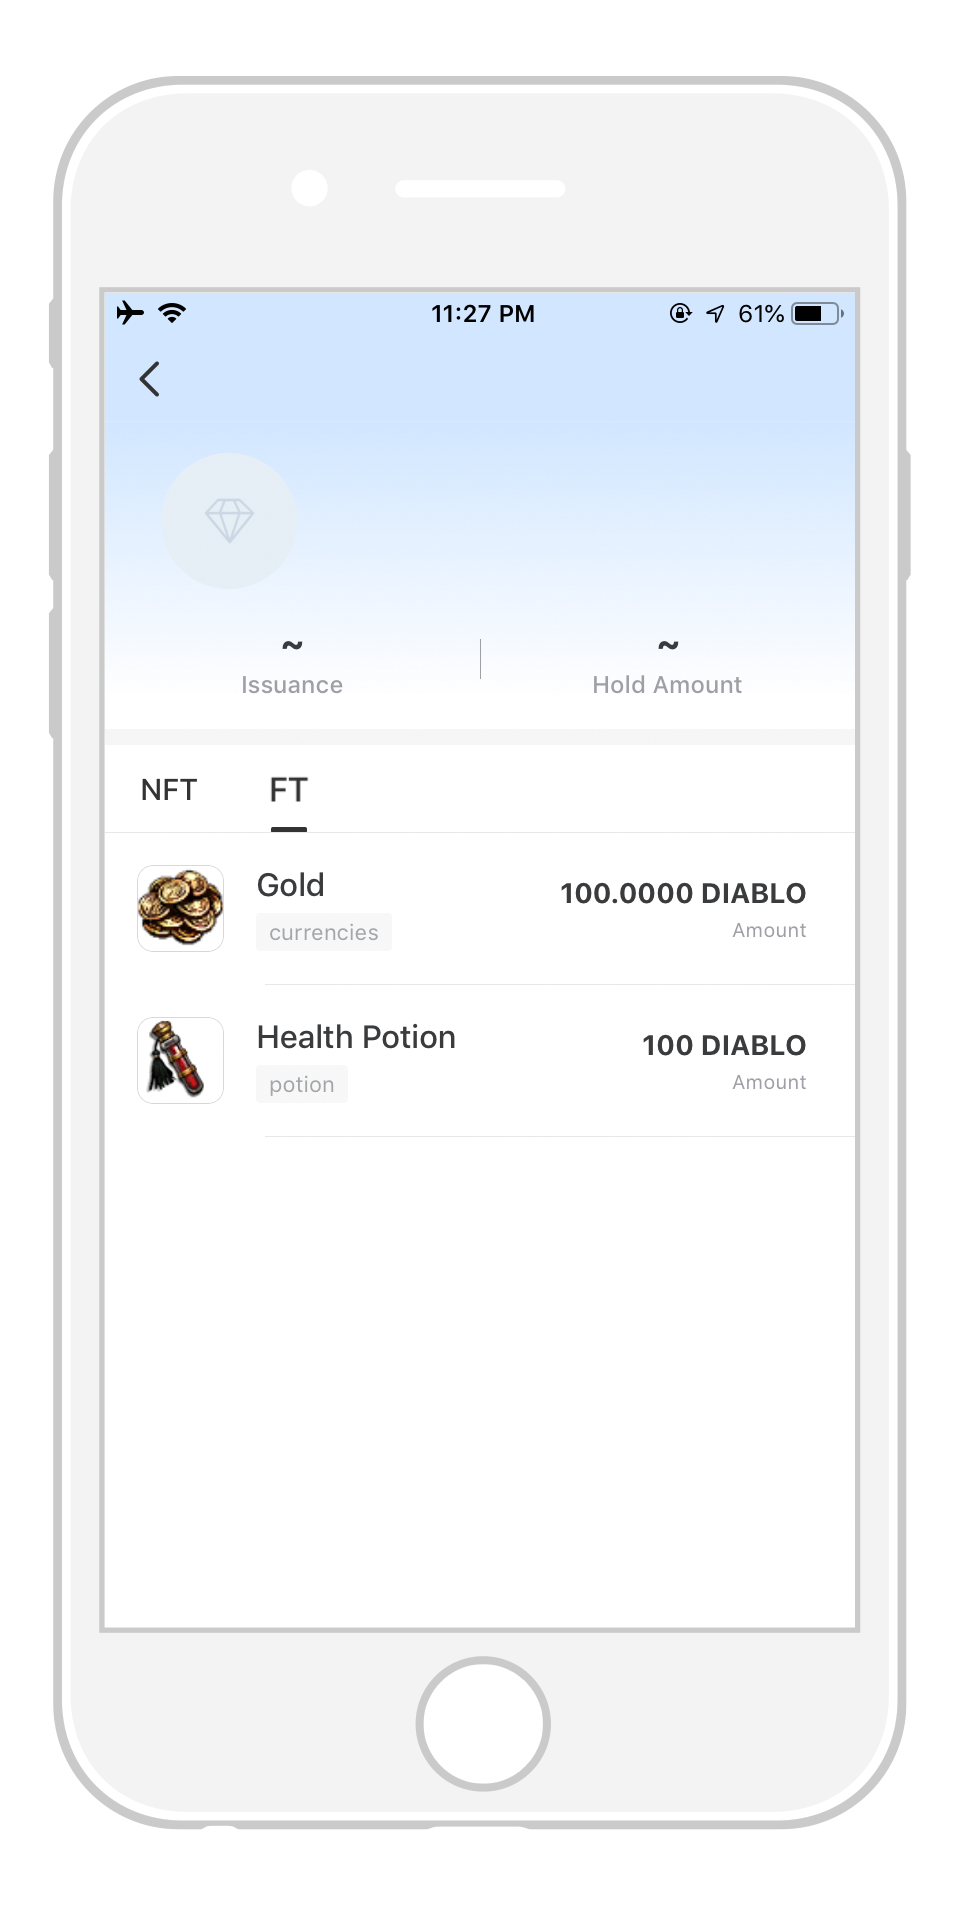 11:27 PM 61%
~ ~
Issuance Hold Amount
NFT FT
Gold
100.0000 DIABLO
currencies
Amount
Health Potion
100 DIABLO
potion
Amount